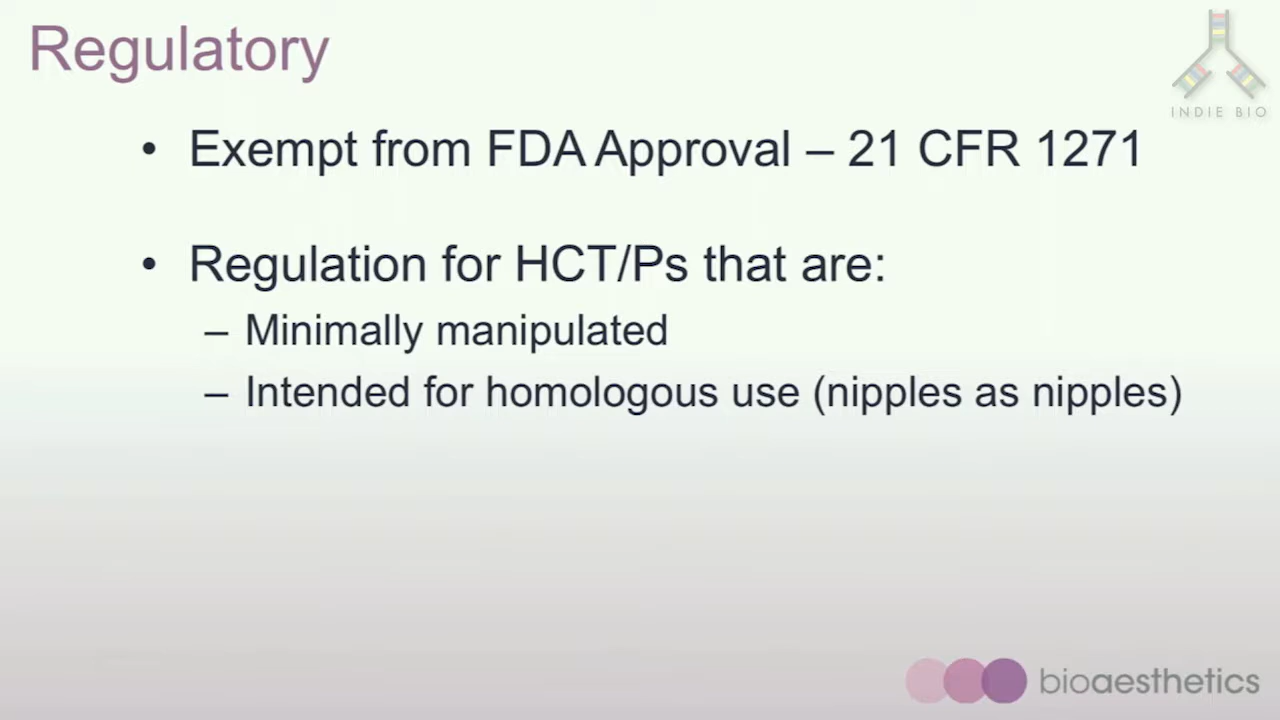 Regulatory
INDIE BIO
• Exempt from FDA Approval – 21 CFR 1271
• Regulation for HCT/Ps that are:
– Minimally manipulated
– Intended for homologous use (nipples as nipples)
bioaesthetics